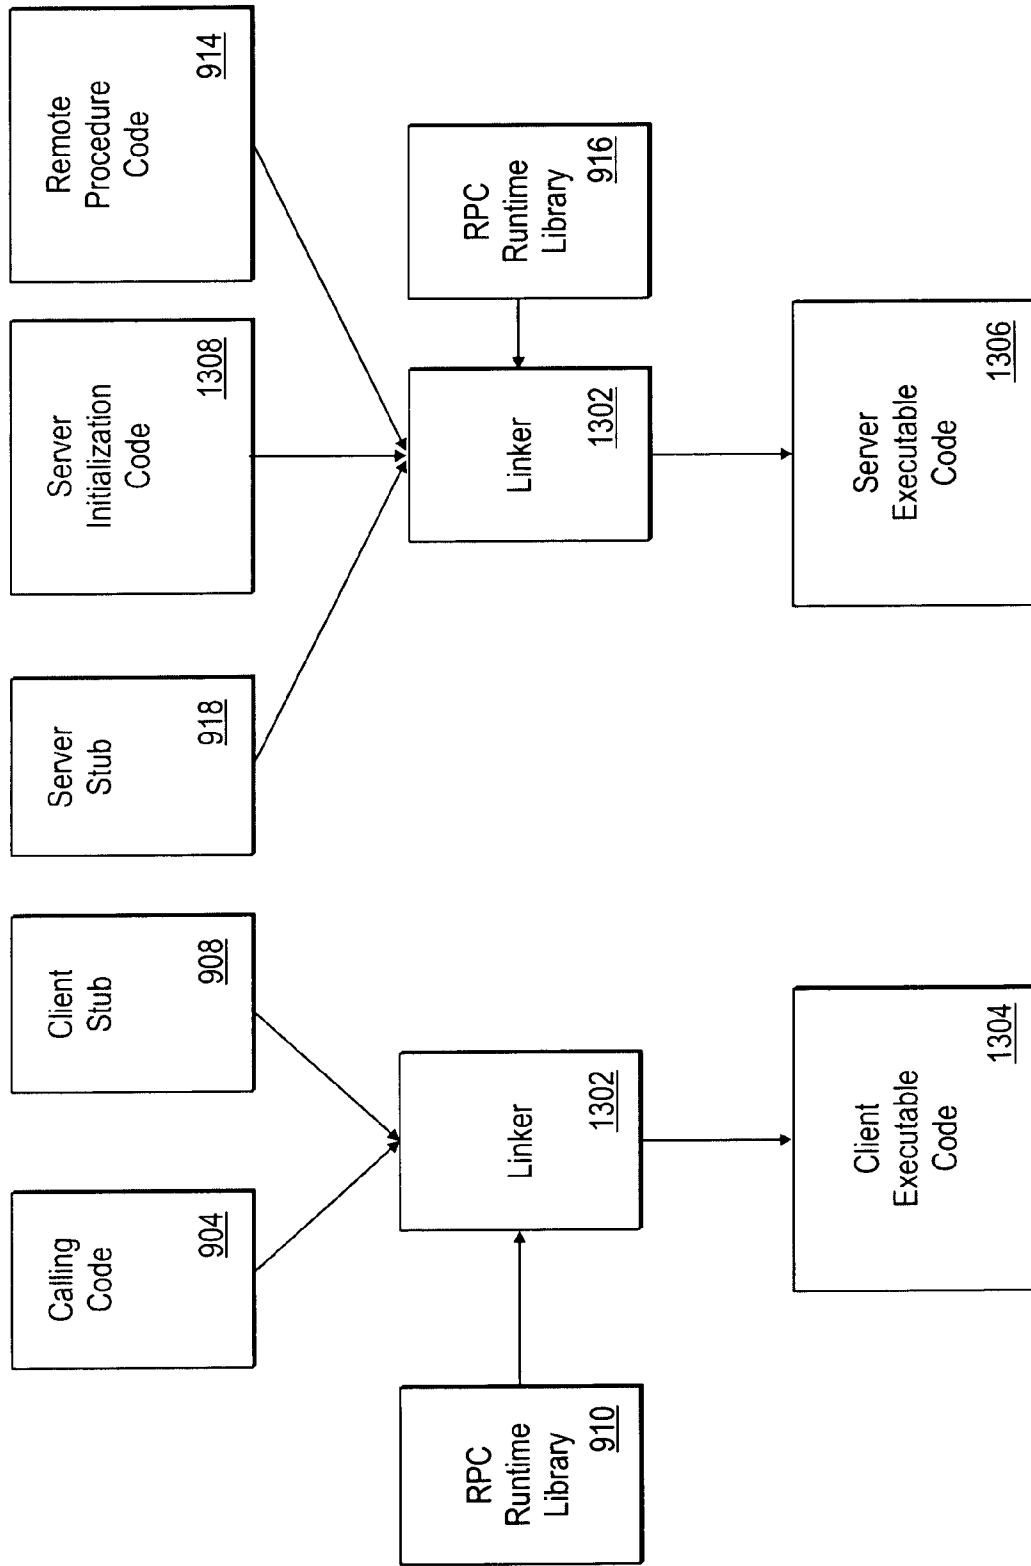 Calling
Code
904
Client
Stub
908
Server
Stub
918
Server
Initialization
Code
1308
Remote
Procedure
Code
914
RPC
Runtime
Library
910
Linker
1302
Linker
1302
RPC
Runtime
Library
916
Client
Executable
Code
1304
Server
Executable
Code
1306